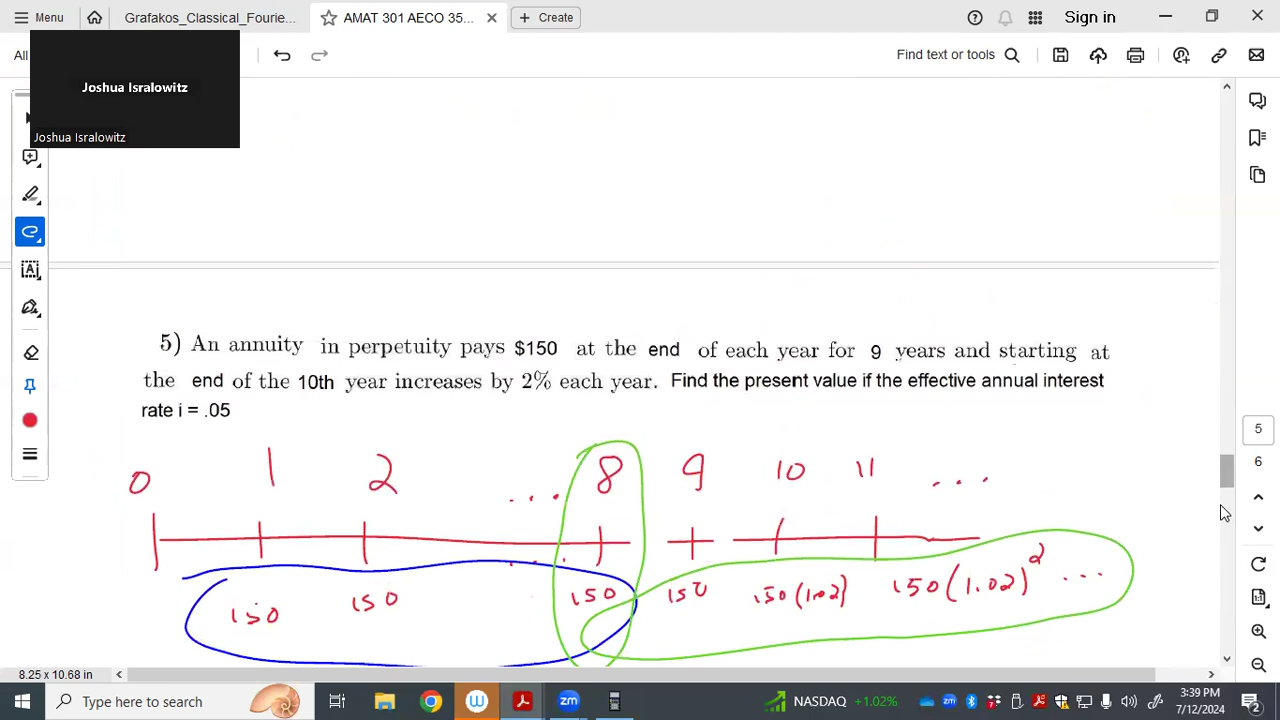 Menu
Grafakos_Classical_Fourie...
AMAT 301 AECO 35...
Create
Sign in
All
Find text or tools
Joshua Isralowitz
Joshua Isralowitz
5) An annuity in perpetuity pays $150 at the end of each year for 9 years and starting at
the end of the 10th year increases by 2% each year. Find the present value if the effective annual interest
rate i = .05
0 1 2 ... 8 9 10 11 ...
...
150 150 150 150 150(1.02) 150(1.02)^2 ...
5
6
8.25 x 10.68 in
Type here to search
NASDAQ +1.02%
3:39 PM
7/12/2024
2